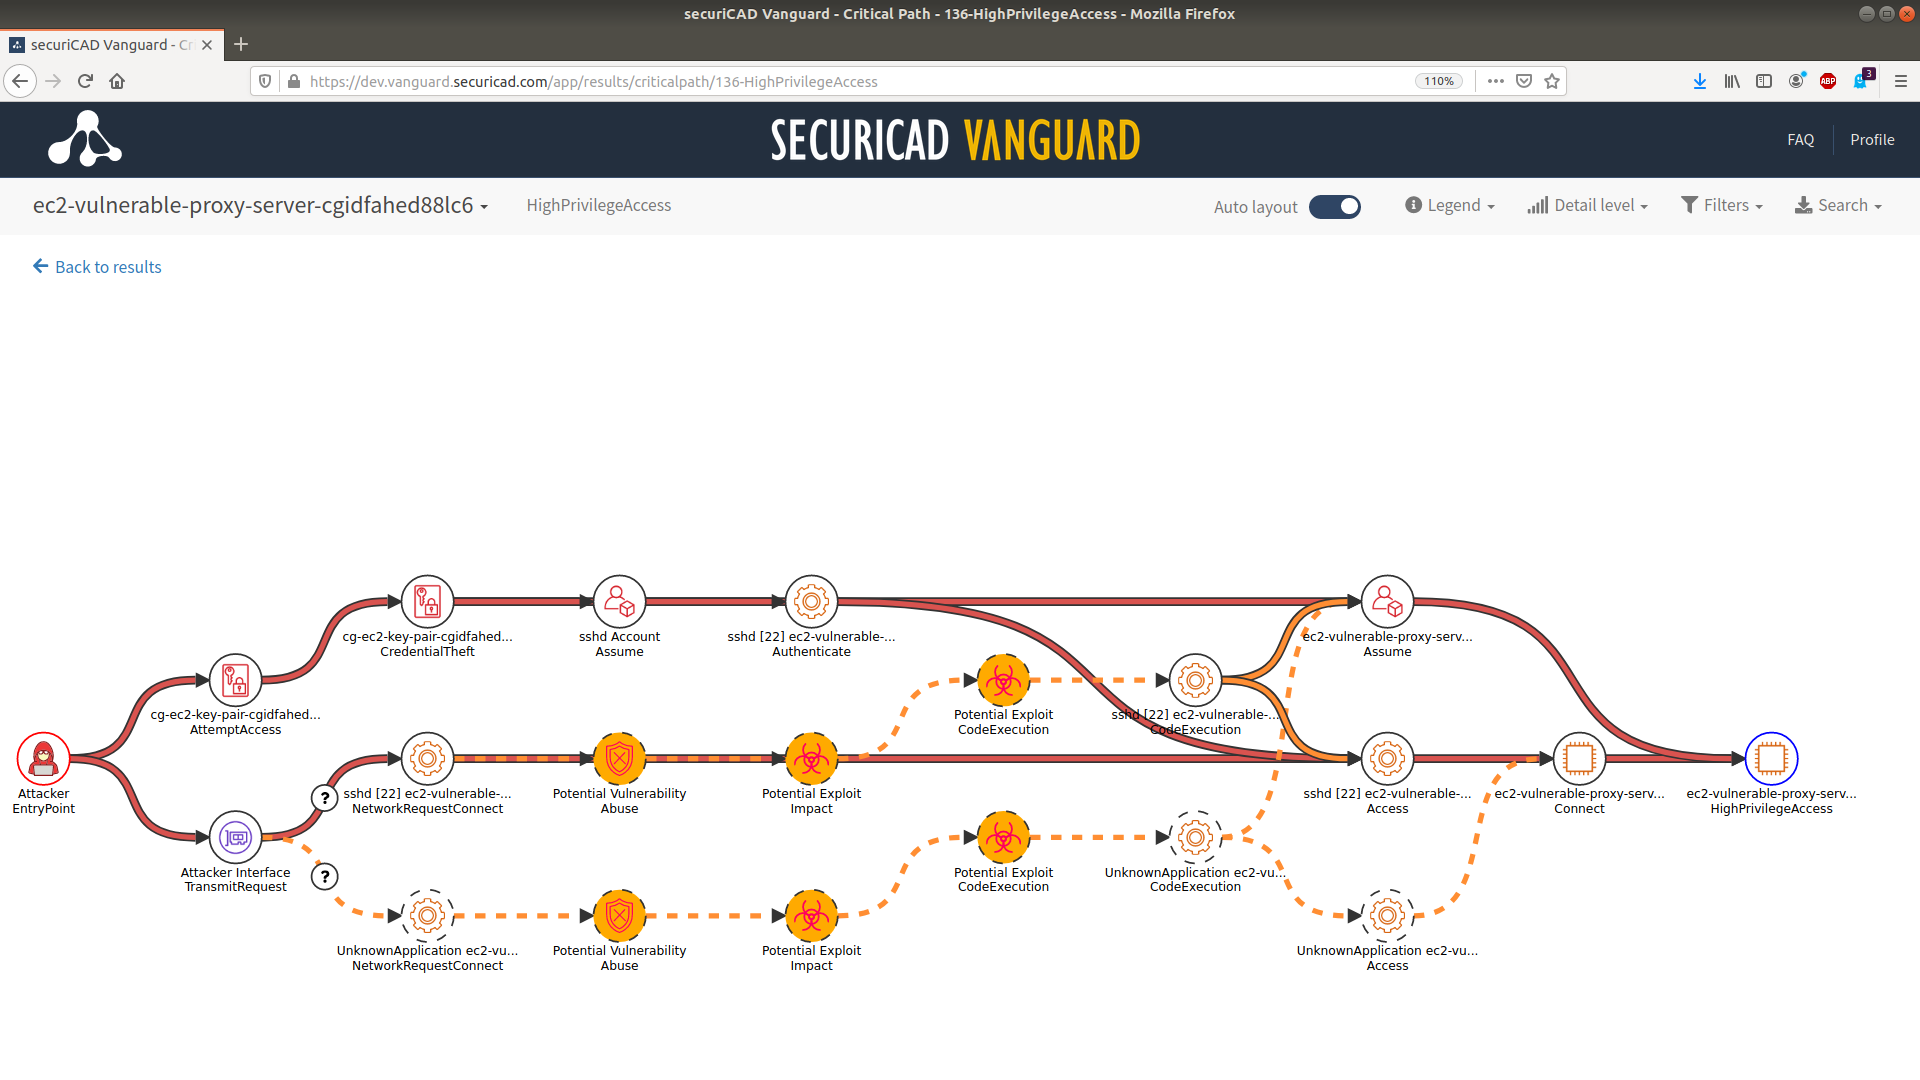 securiCAD Vanguard - Critical Path - 136-HighPrivilegeAccess - Mozilla Firefox
securiCAD Vanguard - Cr
https://dev.vanguard.securicad.com/app/results/criticalpath/136-HighPrivilegeAccess
110%
ABP
3
SECURICAD VANGUARD
FAQ
Profile
ec2-vulnerable-proxy-server-cgidfahed88lc6
HighPrivilegeAccess
Auto layout
Legend
Detail level
Filters
Search
Back to results
cg-ec2-key-pair-cgidfahed...
CredentialTheft
sshd Account
Assume
sshd [22] ec2-vulnerable-...
Authenticate
ec2-vulnerable-proxy-serv...
Assume
cg-ec2-key-pair-cgidfahed...
AttemptAccess
Potential Exploit
CodeExecution
sshd [22] ec2-vulnerable-...
CodeExecution
Attacker
EntryPoint
?
sshd [22] ec2-vulnerable-...
NetworkRequestConnect
Potential Vulnerability
Abuse
Potential Exploit
Impact
sshd [22] ec2-vulnerable-...
Access
ec2-vulnerable-proxy-serv...
Connect
ec2-vulnerable-proxy-serv...
HighPrivilegeAccess
Attacker Interface
TransmitRequest
?
Potential Exploit
CodeExecution
UnknownApplication ec2-vu...
CodeExecution
UnknownApplication ec2-vu...
NetworkRequestConnect
Potential Vulnerability
Abuse
Potential Exploit
Impact
UnknownApplication ec2-vu...
Access